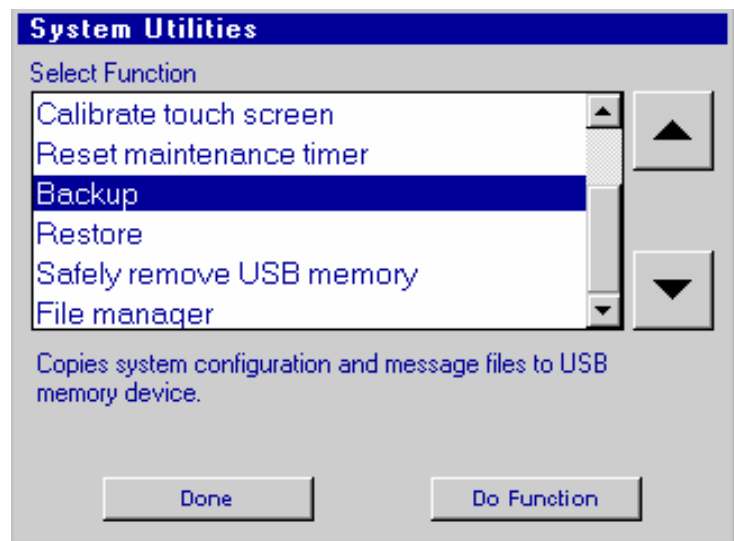 System Utilities
Select Function
Calibrate touch screen
Reset maintenance timer
Backup
Restore
Safely remove USB memory
File manager
Copies system configuration and message files to USB
memory device.
Done
Do Function